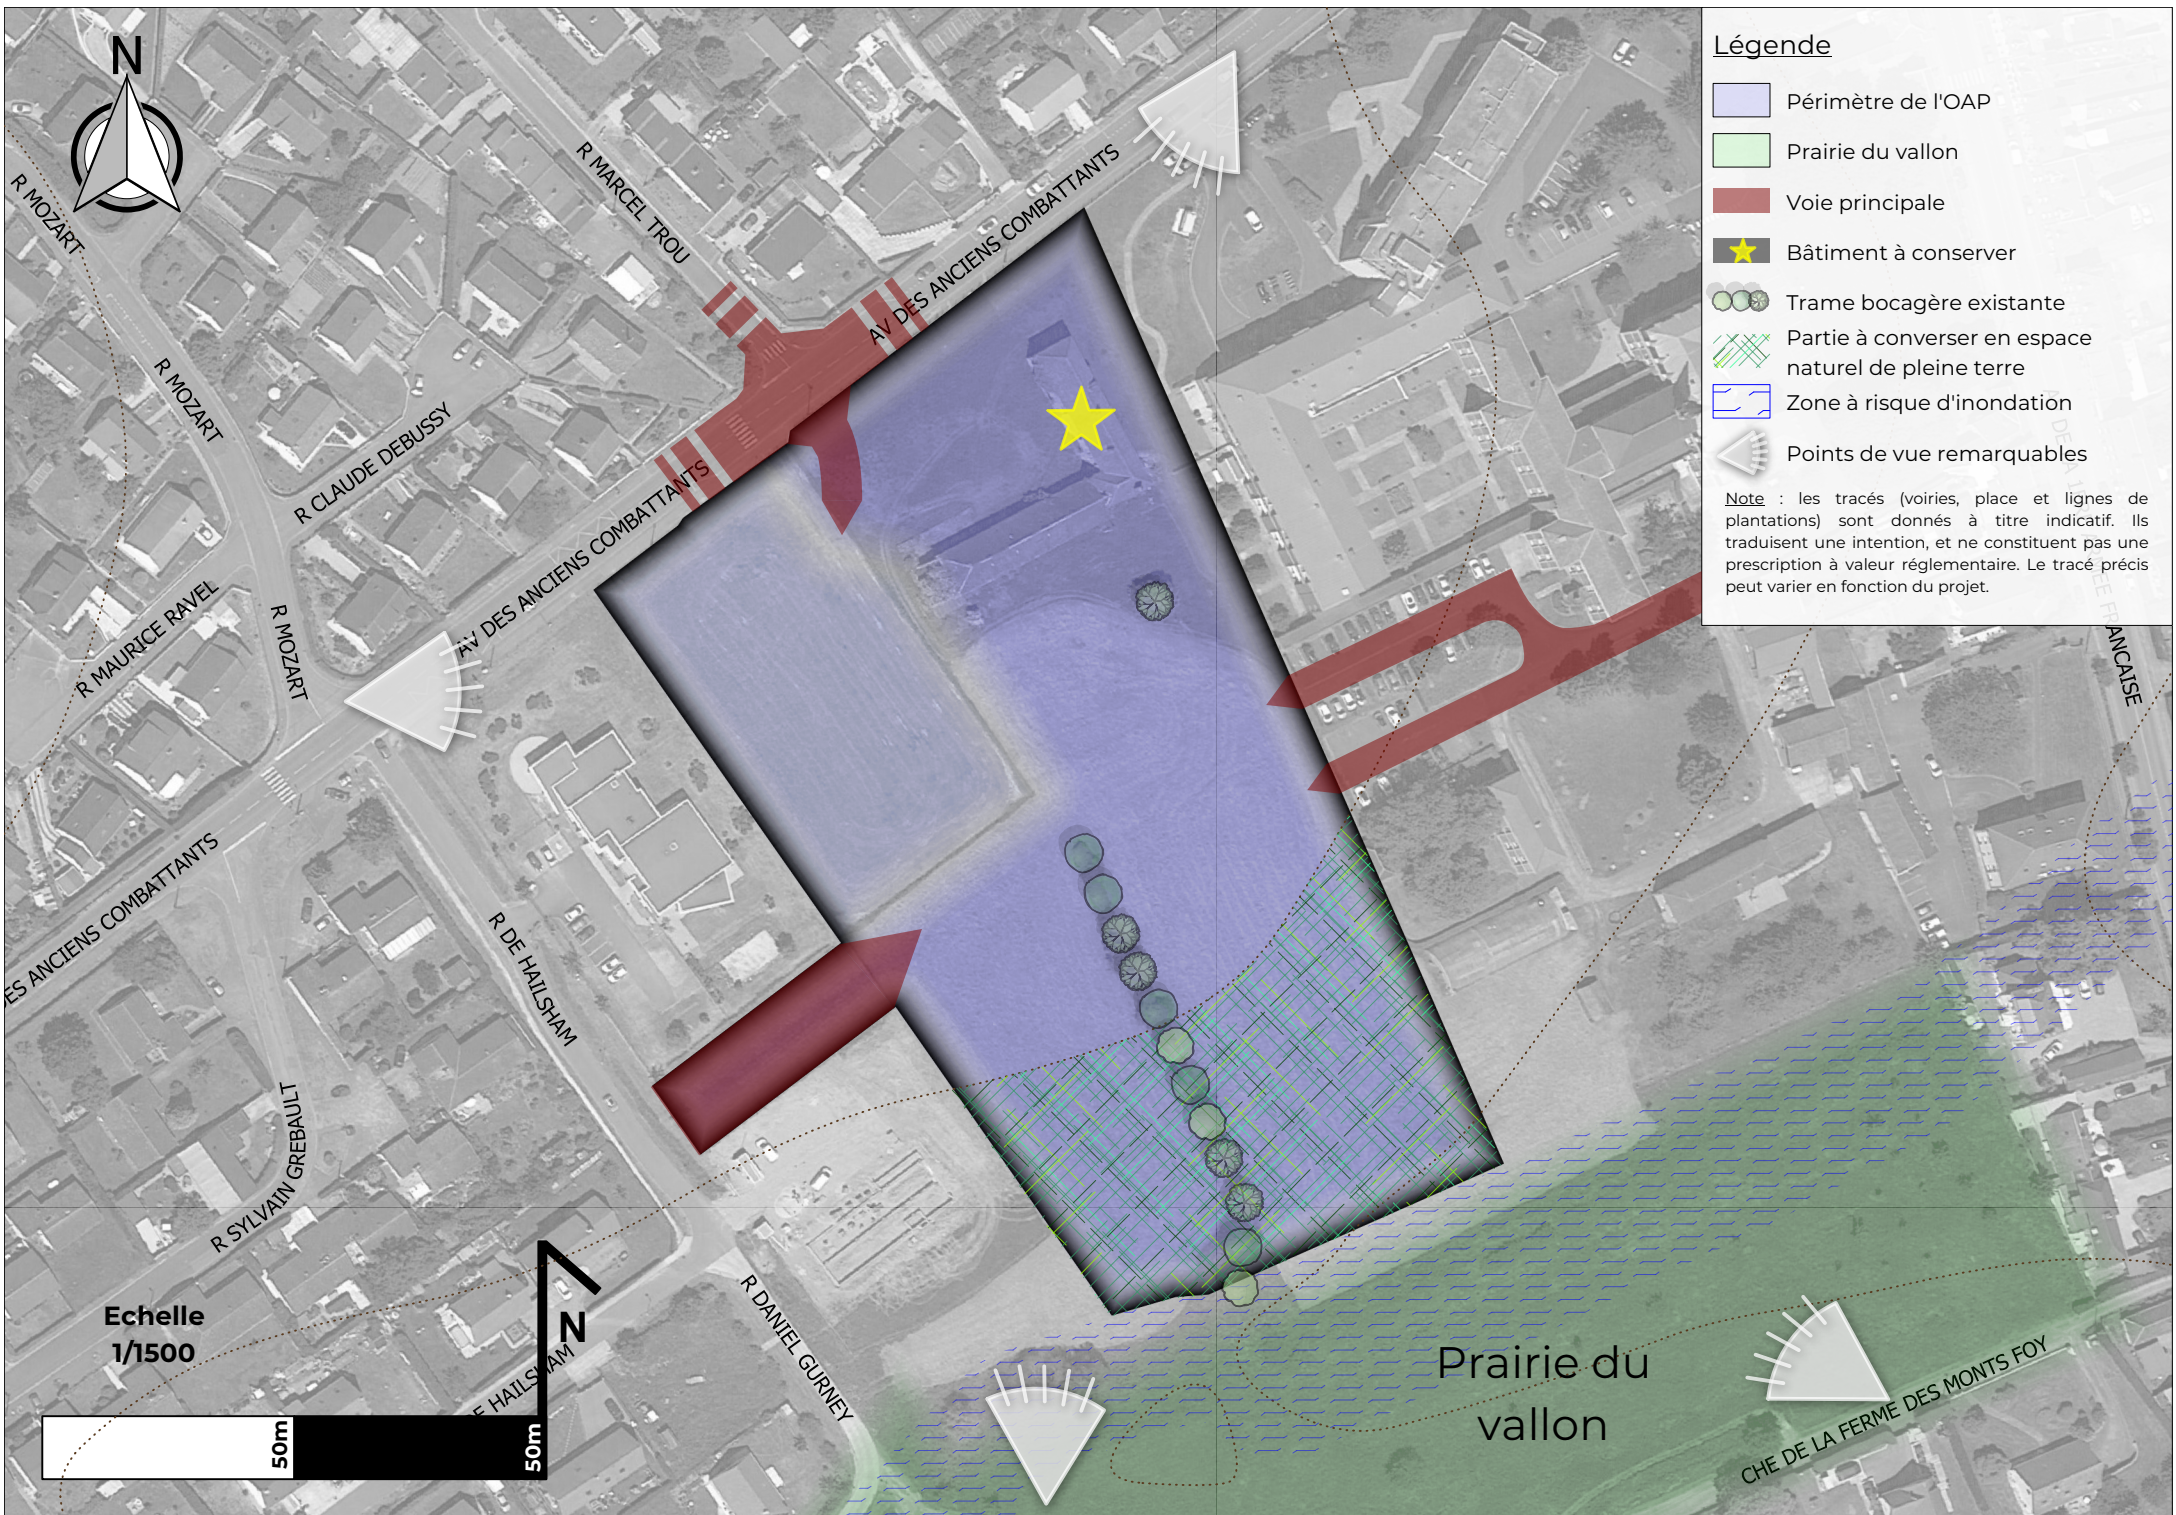 N
Légende
Périmètre de l'OAP
Prairie du vallon
Voie principale
Bâtiment à conserver
Trame bocagère existante
Partie à converser en espace
naturel de pleine terre
Zone à risque d'inondation
Points de vue remarquables
Note : les tracés (voiries, place et lignes de
plantations) sont donnés à titre indicatif. Ils
traduisent une intention, et ne constituent pas une
prescription à valeur réglementaire. Le tracé précis
peut varier en fonction du projet.
R MOZART
R MARCEL TROU
AV DES ANCIENS COMBATTANTS
R MOZART
R CLAUDE DEBUSSY
AV DES ANCIENS COMBATTANTS
R MAURICE RAVEL
R MOZART
ES ANCIENS COMBATTANTS
R DE HAILSHAM
R SYLVAIN GREBAULT
R DANIEL GURNEY
E HAILSHAM
ANCAISE
Prairie du
vallon
CHE DE LA FERME DES MONTS FOY
Echelle
1/1500
N
50m
50m